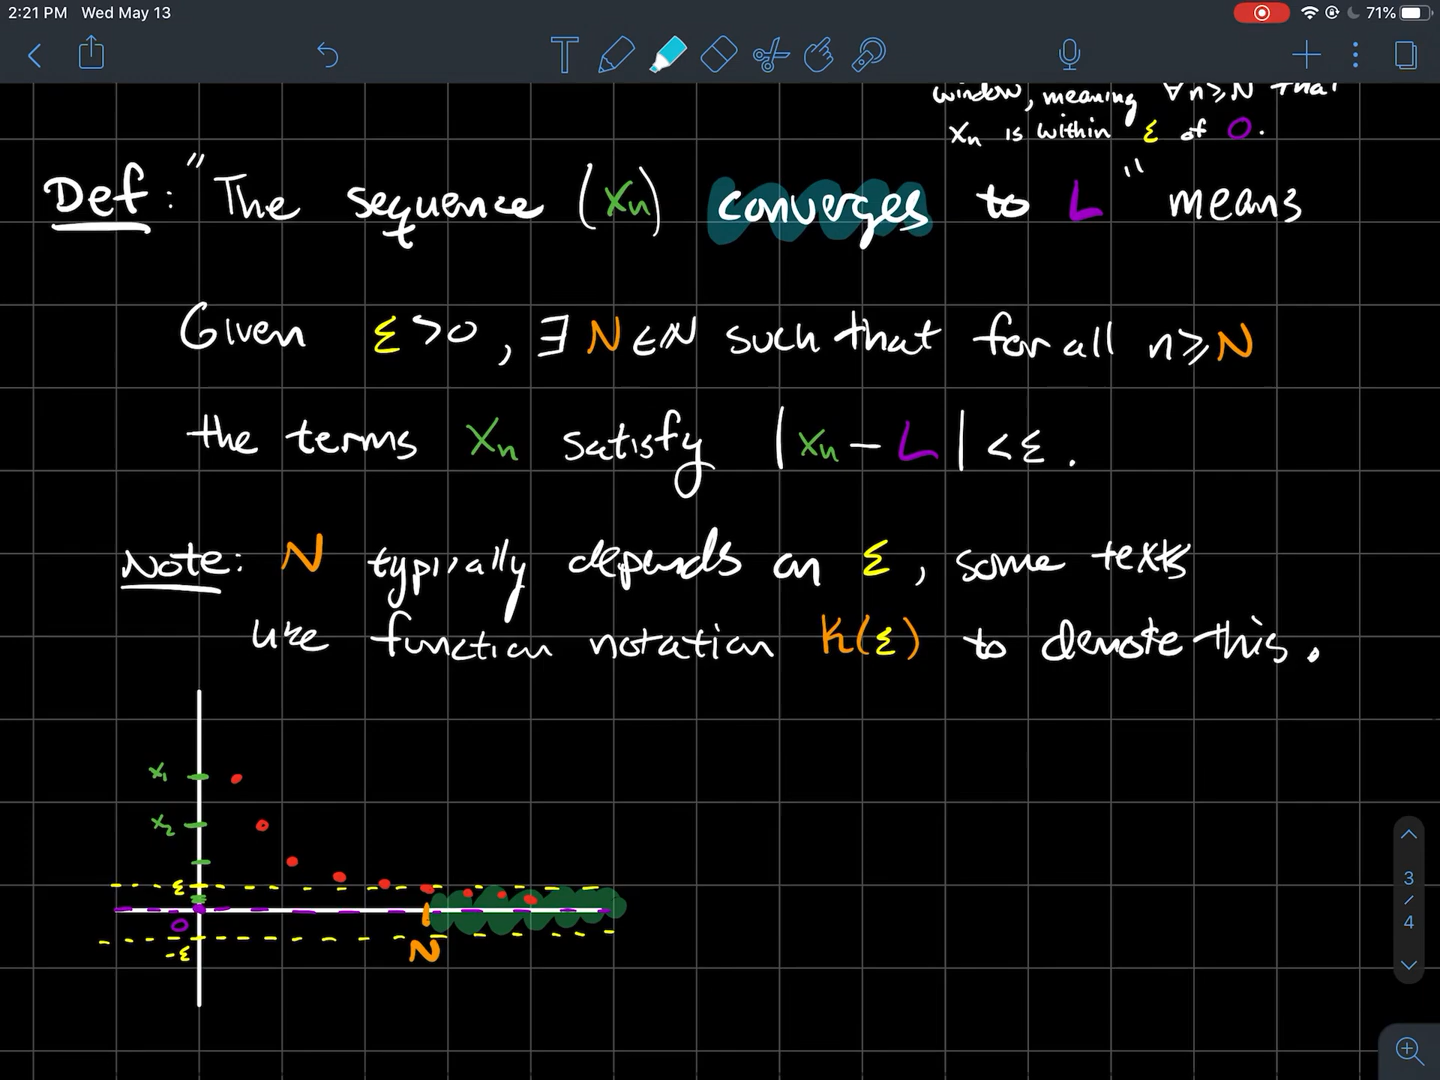 2:21 PM Wed May 13 71%
window, meaning ∀ n ≥ N that
xn is within ε of 0.
Def: "The sequence (xn) converges to L" means
Given ε > 0, ∃ N ∈ ℕ such that for all n ≥ N
the terms xn satisfy |xn - L| < ε.
Note: N typically depends on ε, some texts
use function notation K(ε) to denote this.
x1
x2
ε
0
-ε
N
3
/
4